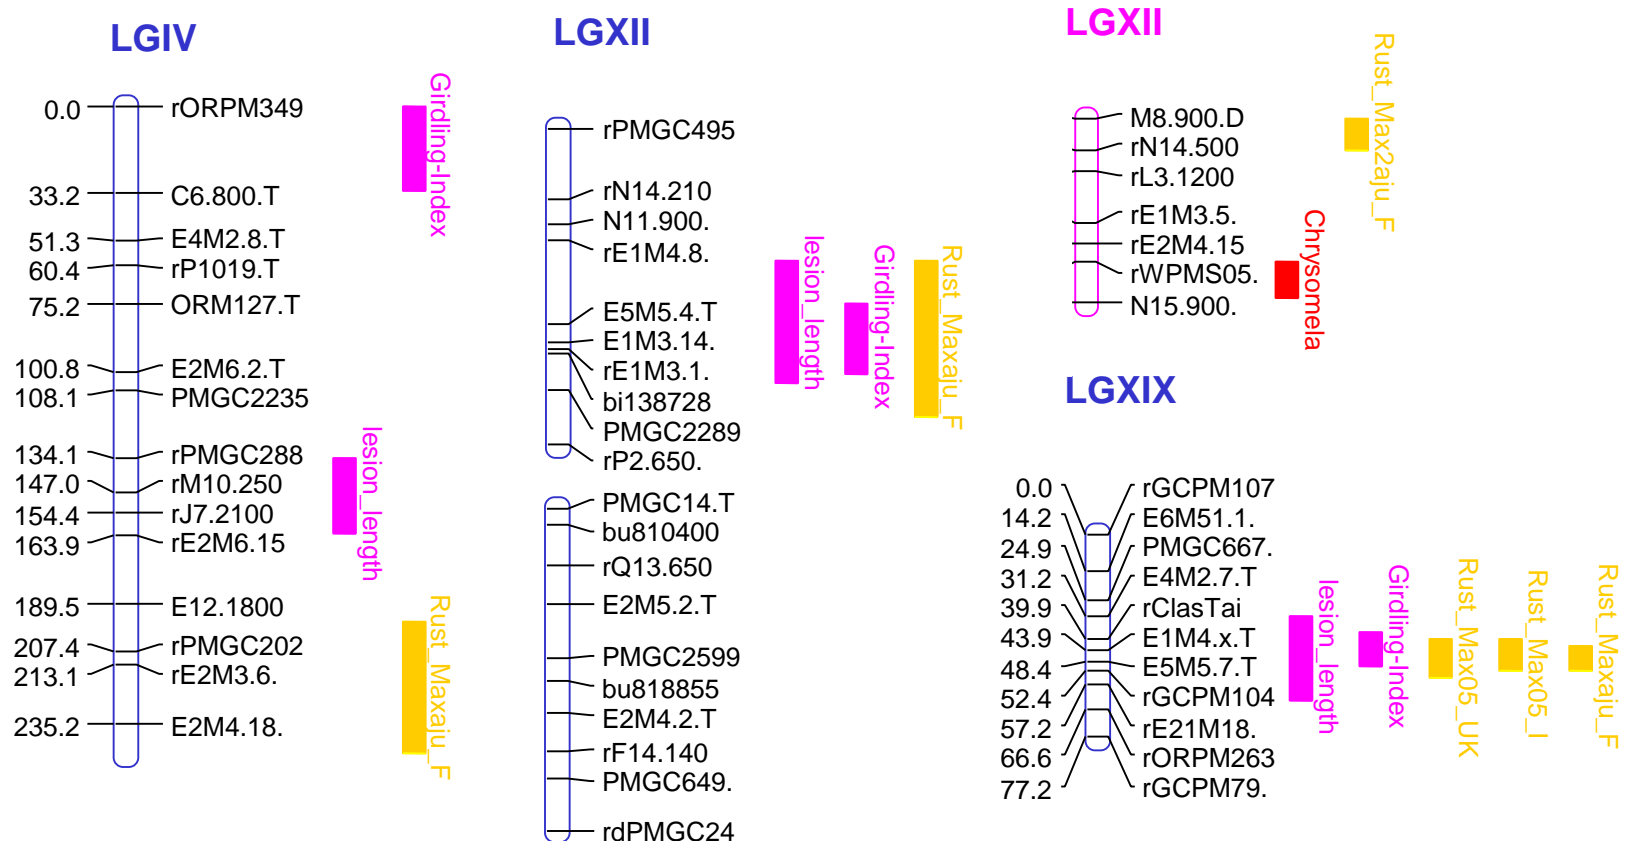 LGIV
0.0 rORPM349
33.2 C6.800.T
51.3 E4M2.8.T
60.4 rP1019.T
75.2 ORM127.T
100.8 E2M6.2.T
108.1 PMGC2235
134.1 rPMGC288
147.0 rM10.250
154.4 rJ7.2100
163.9 rE2M6.15
189.5 E12.1800
207.4 rPMGC202
213.1 rE2M3.6.
235.2 E2M4.18.
lesion_length
Girdling-Index
Rust_Maxaju_F
LGXII
rPMGC495
rN14.210
N11.900.
rE1M4.8.
E5M5.4.T
E1M3.14.
rE1M3.1.
bi138728
PMGC2289
rP2.650.
PMGC14.T
bu810400
rQ13.650
E2M5.2.T
PMGC2599
bu818855
E2M4.2.T
rF14.140
PMGC649.
rdPMGC24
lesion_length
Girdling-Index
Rust_Maxaju_F
LGXII
M8.900.D
rN14.500
rL3.1200
rE1M3.5.
rE2M4.15
rWPMS05.
N15.900.
Chrysomela
Rust_Max2aju_F
LGXIX
0.0 rGCPM107
14.2 E6M51.1.
24.9 PMGC667.
31.2 E4M2.7.T
39.9 rClasTai
43.9 E1M4.x.T
48.4 E5M5.7.T
52.4 rGCPM104
57.2 rE21M18.
66.6 rORPM263
77.2 rGCPM79.
lesion_length
Girdling-Index
Rust_Max05_UK
Rust_Max05_I
Rust_Maxaju_F